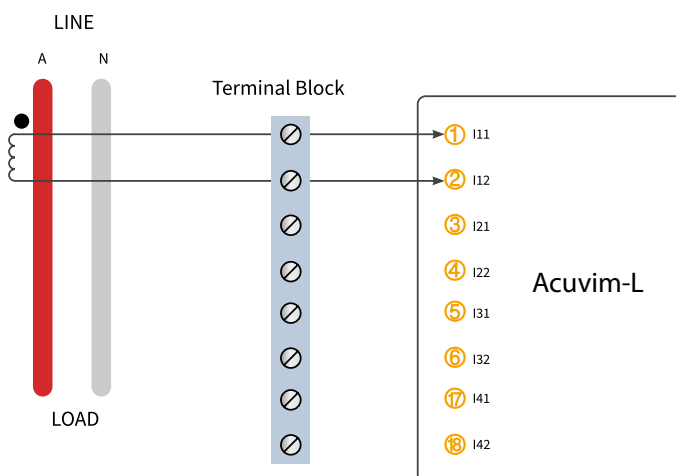 LINE
A N
Terminal Block
① I11
② I12
③ I21
④ I22
Acuvim-L
⑤ I31
⑥ I32
⑰ I41
⑱ I42
LOAD